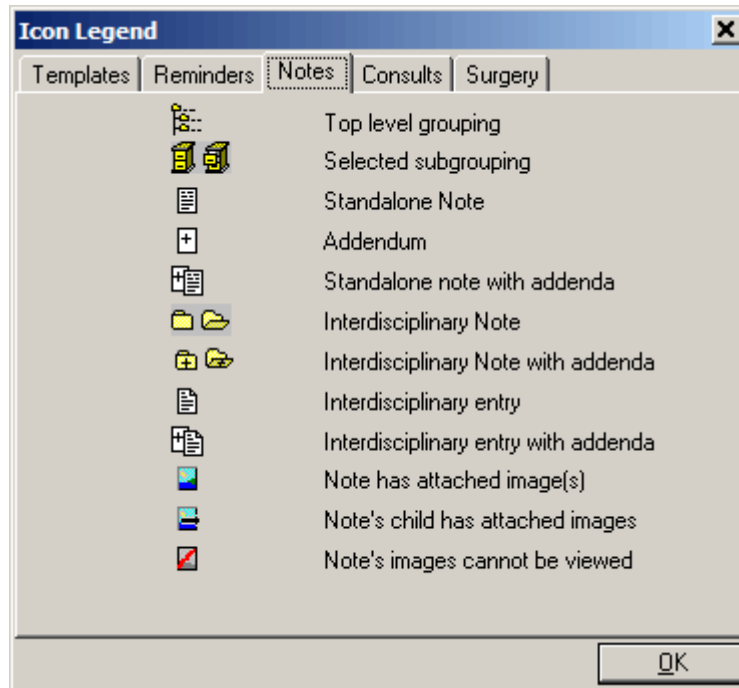 Icon Legend
Templates Reminders Notes Consults Surgery
Top level grouping
Selected subgrouping
Standalone Note
Addendum
Standalone note with addenda
Interdisciplinary Note
Interdisciplinary Note with addenda
Interdisciplinary entry
Interdisciplinary entry with addenda
Note has attached image(s)
Note's child has attached images
Note's images cannot be viewed
OK